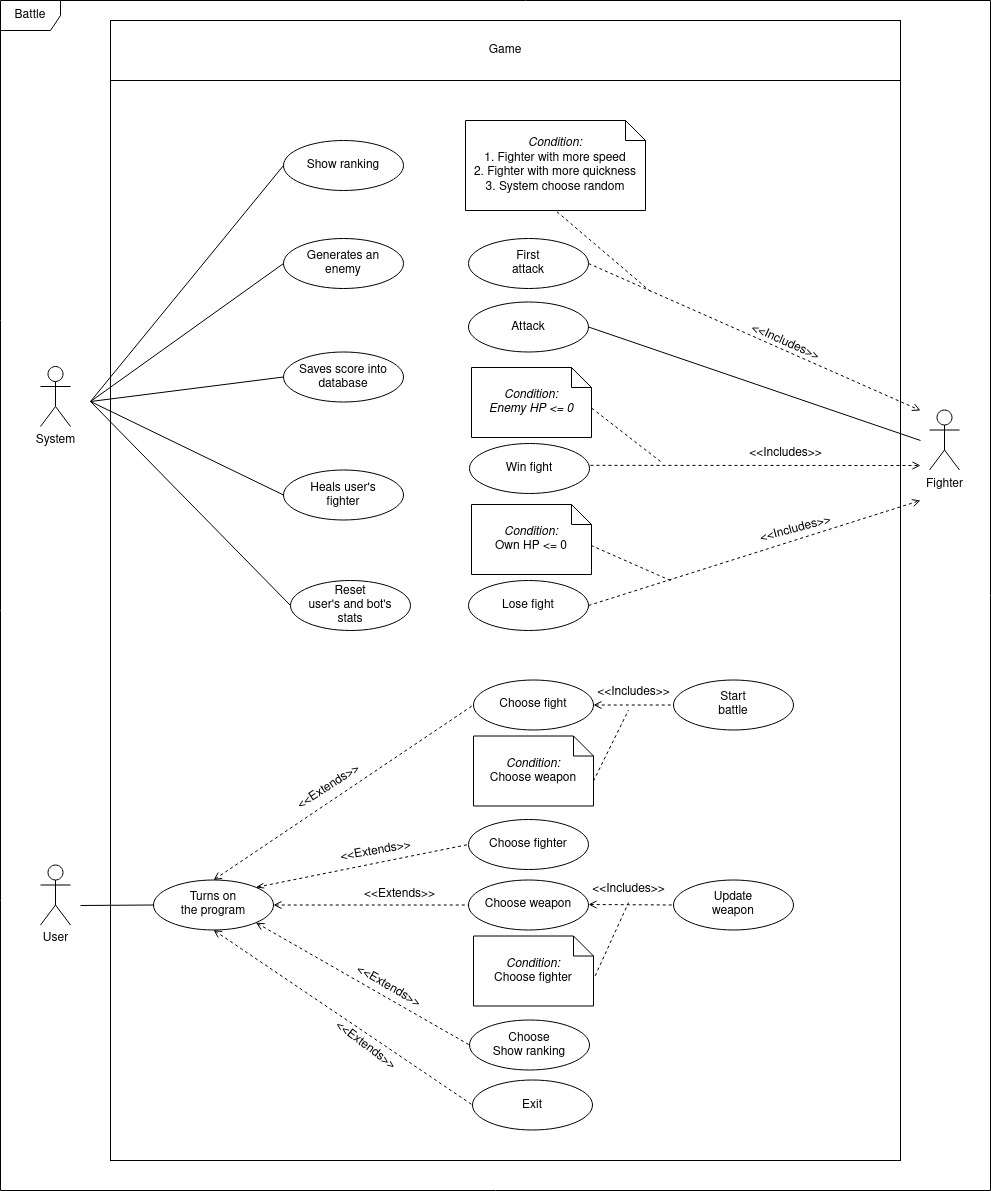 Battle
Game
Show ranking
Condition:
1. Fighter with more speed
2. Fighter with more quickness
3. System choose random
Generates an
enemy
First
attack
Attack
<<Includes>>
Saves score into
database
Condition:
Enemy HP <= 0
System
Win fight
<<Includes>>
Fighter
Heals user's
fighter
Condition:
Own HP <= 0
<<Includes>>
Reset
user's and bot's
stats
Lose fight
Choose fight
<<Includes>>
Start
battle
Condition:
Choose weapon
<<Extends>>
Choose fighter
<<Extends>>
User
Turns on
the program
<<Extends>>
Choose weapon
<<Includes>>
Update
weapon
Condition:
Choose fighter
<<Extends>>
Choose
Show ranking
<<Extends>>
Exit